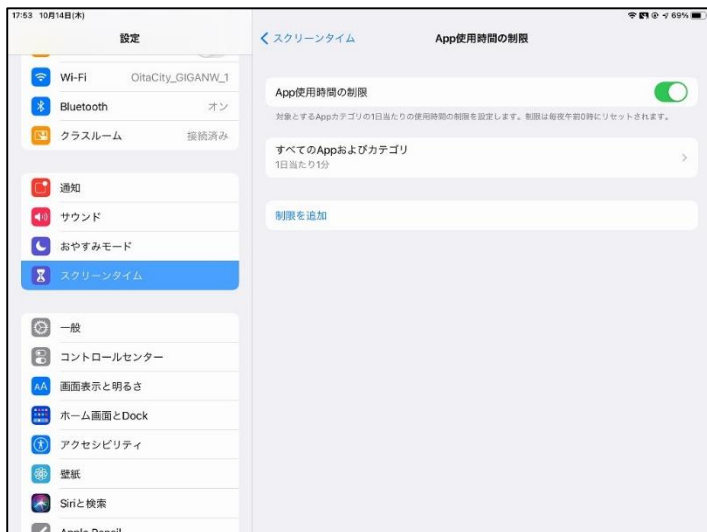 17:53 10月14日(木)
69%
設定
Wi-Fi OitaCity_GIGANW_1
Bluetooth オン
クラスルーム 接続済み
通知
サウンド
おやすみモード
スクリーンタイム
一般
コントロールセンター
AA 画面表示と明るさ
ホーム画面とDock
アクセシビリティ
壁紙
Siriと検索
Apple Pencil
スクリーンタイム
App使用時間の制限
App使用時間の制限
対象とするAppカテゴリの1日当たりの使用時間の制限を設定します。制限は毎夜午前0時にリセットされます。
すべてのAppおよびカテゴリ
1日当たり1分
制限を追加